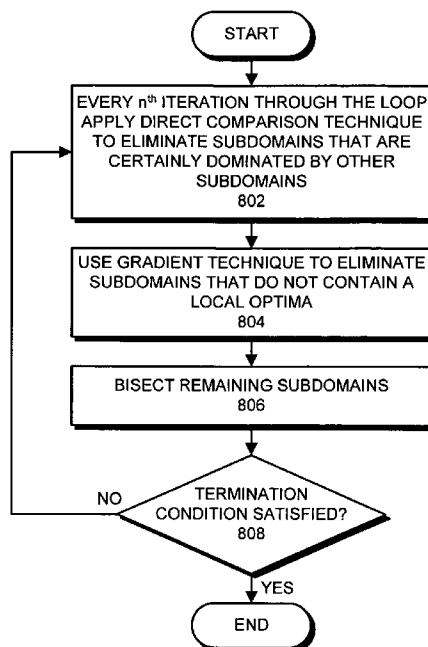 START
EVERY nth ITERATION THROUGH THE LOOP
APPLY DIRECT COMPARISON TECHNIQUE
TO ELIMINATE SUBDOMAINS THAT ARE
CERTAINLY DOMINATED BY OTHER
SUBDOMAINS
802
USE GRADIENT TECHNIQUE TO ELIMINATE
SUBDOMAINS THAT DO NOT CONTAIN A
LOCAL OPTIMA
804
BISECT REMAINING SUBDOMAINS
806
NO
TERMINATION
CONDITION SATISFIED?
808
YES
END